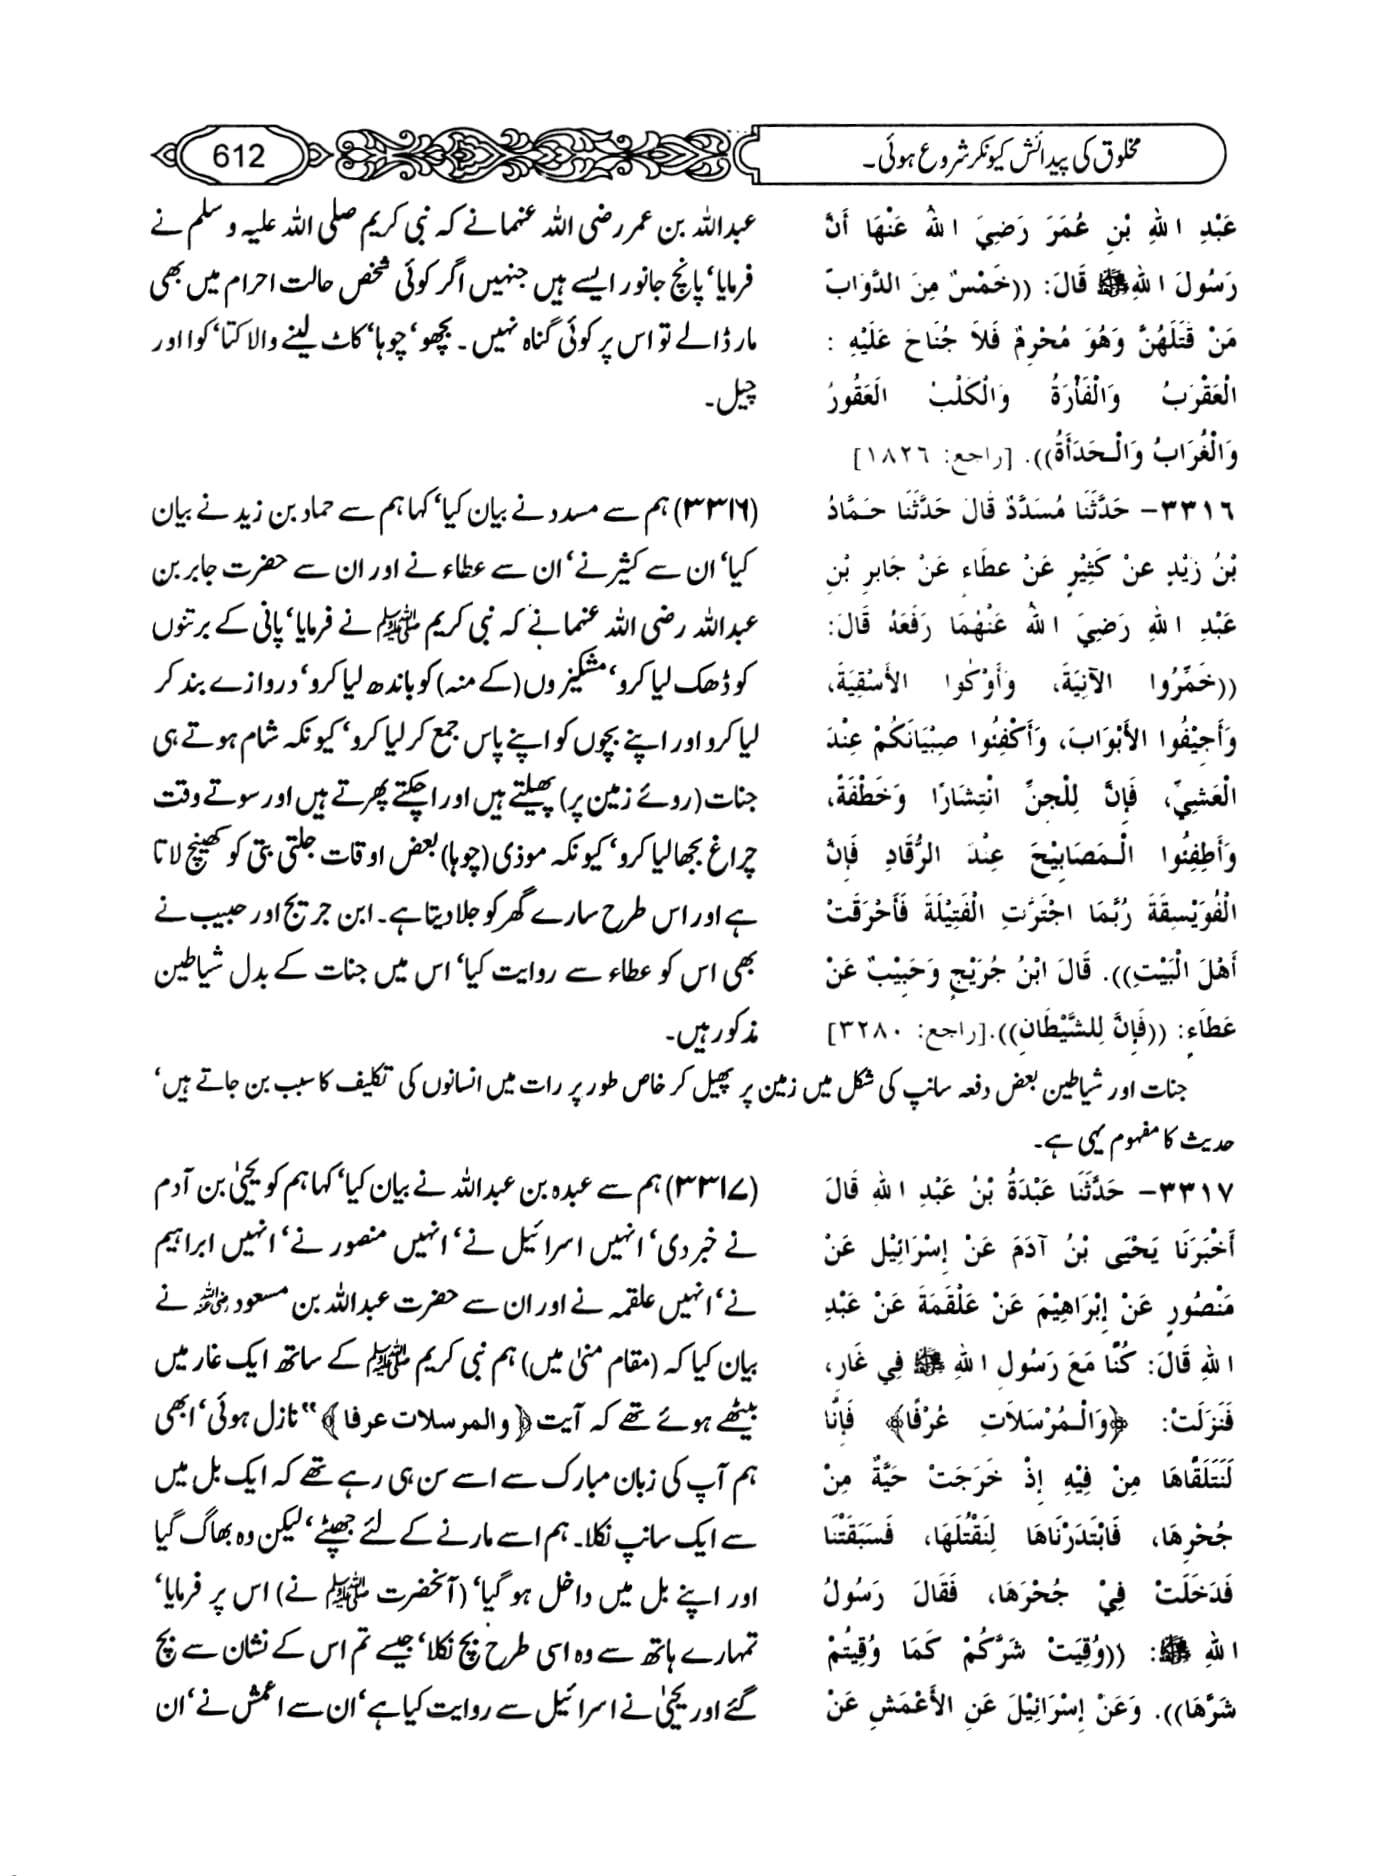 مخلوق کی پیدائش کیونکر شروع ہوئی۔
612
عَبْدِ اللهِ بْنِ عُمَرَ رَضِيَ اللهُ عَنْهَا أَنَّ
رَسُولَ اللهِ ﷺ قَالَ: ((خَمْسٌ مِنَ الدَّوَابِّ
مَنْ قَتَلَهُنَّ وَهُوَ مُحْرِمٌ فَلاَ جُنَاحَ عَلَيْهِ :
الْعَقْرَبُ وَالْفَأْرَةُ وَالْكَلْبُ الْعَقُورُ
وَالْغُرَابُ وَالْحَدَأَةُ)). [راجع: ١٨٢٦]
عبداللہ بن عمر رضی اللہ عنہمانے کہ نبی کریم صلی اللہ علیہ و سلم نے
فرمایا‘ پانچ جانور ایسے ہیں جنہیں اگر کوئی شخص حالت احرام میں بھی
مار ڈالے تو اس پر کوئی گناہ نہیں۔ بچھو‘ چوہا‘ کاٹ لینے والا کتا‘ کوا اور
چیل۔
٣٣١٦– حَدَّثَنَا مُسَدَّدٌ قَالَ حَدَّثَنَا حَمَّادُ
بْنُ زَيْدٍ عَنْ كَثِيْرٍ عَنْ عَطَاءٍ عَنْ جَابِرِ بْنِ
عَبْدِ اللهِ رَضِيَ اللهُ عَنْهُمَا رَفَعَهُ قَالَ:
((خَمِّرُوا الآنِيَةَ، وَأَوْكُوا الأَسْقِيَةَ،
وَأَجِيْفُوا الأَبْوَابَ، وَأَكْفِتُوا صِبْيَانَكُمْ عِنْدَ
الْعَشِيِّ، فَإِنَّ لِلْجِنِّ انْتِشَارًا وَخَطْفَةً،
وَأَطْفِئُوا الْمَصَابِيْحَ عِنْدَ الرُّقَادِ فَإِنَّ
الْفُوَيْسِقَةَ رُبَّمَا اجْتَرَّتِ الْفَتِيْلَةَ فَأَحْرَقَتْ
أَهْلَ الْبَيْتِ)). قَالَ ابْنُ جُرَيْجٍ وَحَبِيْبٌ عَنْ
عَطَاءٍ: ((فَإِنَّ لِلشَّيْطَانِ)).[راجع: ٣٢٨٠]
(۳۳۱۶) ہم سے مسدد نے بیان کیا‘ کہا ہم سے حماد بن زید نے بیان
کیا‘ ان سے کثیر نے‘ ان سے عطاء نے اور ان سے حضرت جابر بن
عبداللہ رضی اللہ عنہمانے کہ نبی کریم ﷺ نے فرمایا‘ پانی کے برتنوں
کو ڈھک لیا کرو‘ مشکیزوں (کے منہ) کو باندھ لیا کرو‘ دروازے بند کر
لیا کرو اور اپنے بچوں کو اپنے پاس جمع کر لیا کرو‘ کیونکہ شام ہوتے ہی
جنات (روئے زمین پر) پھیلتے ہیں اور اچکتے پھرتے ہیں اور سوتے وقت
چراغ بجھا لیا کرو‘ کیونکہ موذی (چوہا) بعض اوقات جلتی بتی کو کھینچ لاتا
ہے اور اس طرح سارے گھر کو جلا دیتا ہے۔ ابن جریج اور حبیب نے
بھی اس کو عطاء سے روایت کیا‘ اس میں جنات کے بدل شیاطین
مذکور ہیں۔
جنات اور شیاطین بعض دفعہ سانپ کی شکل میں زمین پر پھیل کر خاص طور پر رات میں انسانوں کی تکلیف کا سبب بن جاتے ہیں‘
حدیث کا مفہوم یہی ہے۔
٣٣١٧– حَدَّثَنَا عَبْدَةُ بْنُ عَبْدِ اللهِ قَالَ
أَخْبَرَنَا يَحْيَى بْنُ آدَمَ عَنْ إِسْرَائِيْلَ عَنْ
مَنْصُورٍ عَنْ إِبْرَاهِيْمَ عَنْ عَلْقَمَةَ عَنْ عَبْدِ
اللهِ قَالَ: كُنَّا مَعَ رَسُولِ اللهِ ﷺ فِي غَارٍ،
فَنَزَلَتْ: ﴿وَالْمُرْسَلاَتِ عُرْفًا﴾ فَإِنَّا
لَنَتَلَقَّاهَا مِنْ فِيْهِ إِذْ خَرَجَتْ حَيَّةٌ مِنْ
جُحْرِهَا، فَابْتَدَرْنَاهَا لِنَقْتُلَهَا، فَسَبَقَتْنَا
فَدَخَلَتْ فِيْ جُحْرِهَا، فَقَالَ رَسُولُ
اللهِ ﷺ: ((وُقِيَتْ شَرَّكُمْ كَمَا وُقِيتُمْ
شَرَّهَا)). وَعَنْ إِسْرَائِيْلَ عَنِ الأَعْمَشِ عَنْ
(۳۳۱۷) ہم سے عبدہ بن عبداللہ نے بیان کیا‘ کہا ہم کو یحییٰ بن آدم
نے خبر دی‘ انہیں اسرائیل نے‘ انہیں منصور نے‘ انہیں ابراہیم
نے‘ انہیں علقمہ نے اور ان سے حضرت عبداللہ بن مسعود رضی اللہ عنہ نے
بیان کیا کہ (مقام منیٰ میں) ہم نبی کریم ﷺ کے ساتھ ایک غار میں
بیٹھے ہوئے تھے کہ آیت ﴿والمرسلات عرفا﴾“ نازل ہوئی‘ ابھی
ہم آپ کی زبان مبارک سے اسے سن ہی رہے تھے کہ ایک بل میں
سے ایک سانپ نکلا۔ ہم اسے مارنے کے لئے جھپٹے‘ لیکن وہ بھاگ گیا
اور اپنے بل میں داخل ہو گیا‘ (آنحضرت ﷺ نے) اس پر فرمایا‘
تمہارے ہاتھ سے وہ اسی طرح بچ نکلا‘ جیسے تم اس کے نشان سے بچ
گئے اور یحییٰ نے اسرائیل سے روایت کیا ہے‘ ان سے اعمش نے‘ ان